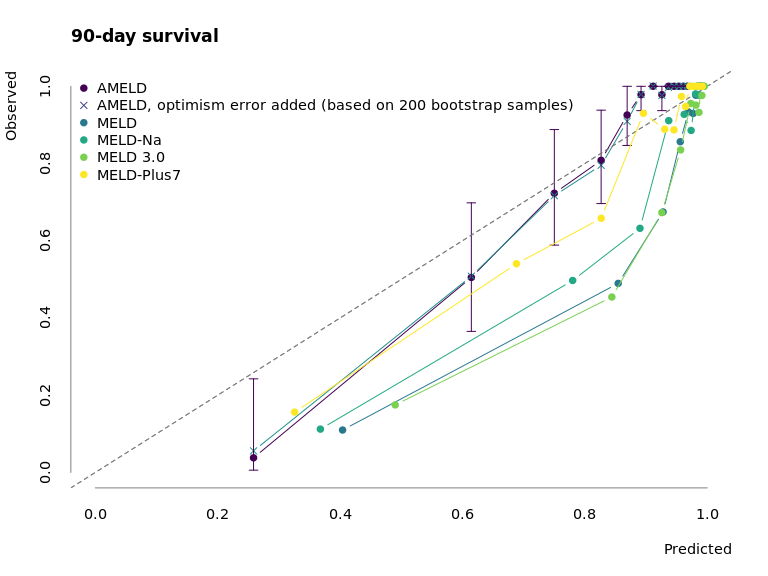 90-day survival
Observed
1.0
0.8
0.6
0.4
0.2
0.0
AMELD
AMELD, optimism error added (based on 200 bootstrap samples)
MELD
MELD-Na
MELD 3.0
MELD-Plus7
0.0 0.2 0.4 0.6 0.8 1.0
Predicted